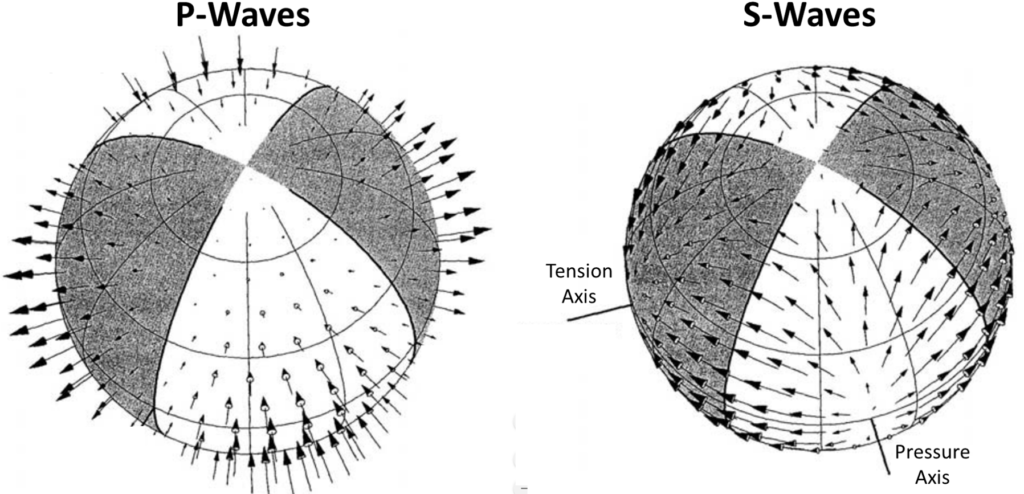 P-Waves
S-Waves
Tension
Axis
Pressure
Axis